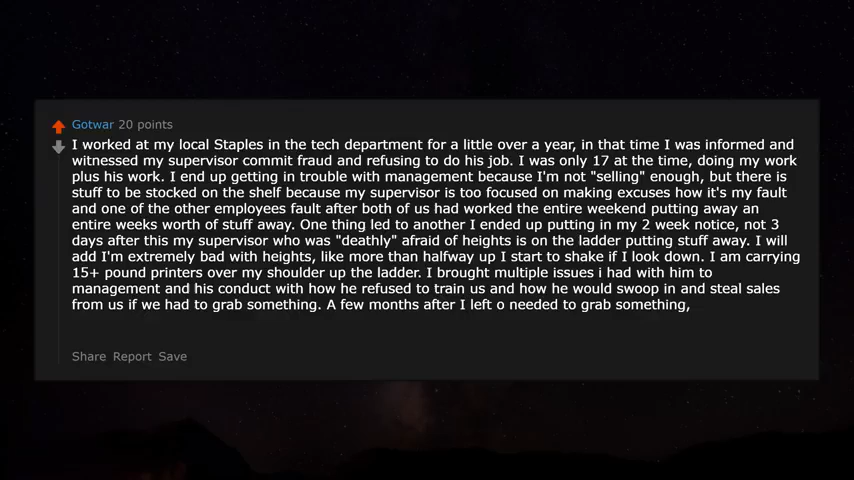 Gotwar 20 points
I worked at my local Staples in the tech department for a little over a year, in that time I was informed and
witnessed my supervisor commit fraud and refusing to do his job. I was only 17 at the time, doing my work
plus his work. I end up getting in trouble with management because I'm not "selling" enough, but there is
stuff to be stocked on the shelf because my supervisor is too focused on making excuses how it's my fault
and one of the other employees fault after both of us had worked the entire weekend putting away an
entire weeks worth of stuff away. One thing led to another I ended up putting in my 2 week notice, not 3
days after this my supervisor who was "deathly" afraid of heights is on the ladder putting stuff away. I will
add I'm extremely bad with heights, like more than halfway up I start to shake if I look down. I am carrying
15+ pound printers over my shoulder up the ladder. I brought multiple issues i had with him to
management and his conduct with how he refused to train us and how he would swoop in and steal sales
from us if we had to grab something. A few months after I left o needed to grab something,
Share Report Save